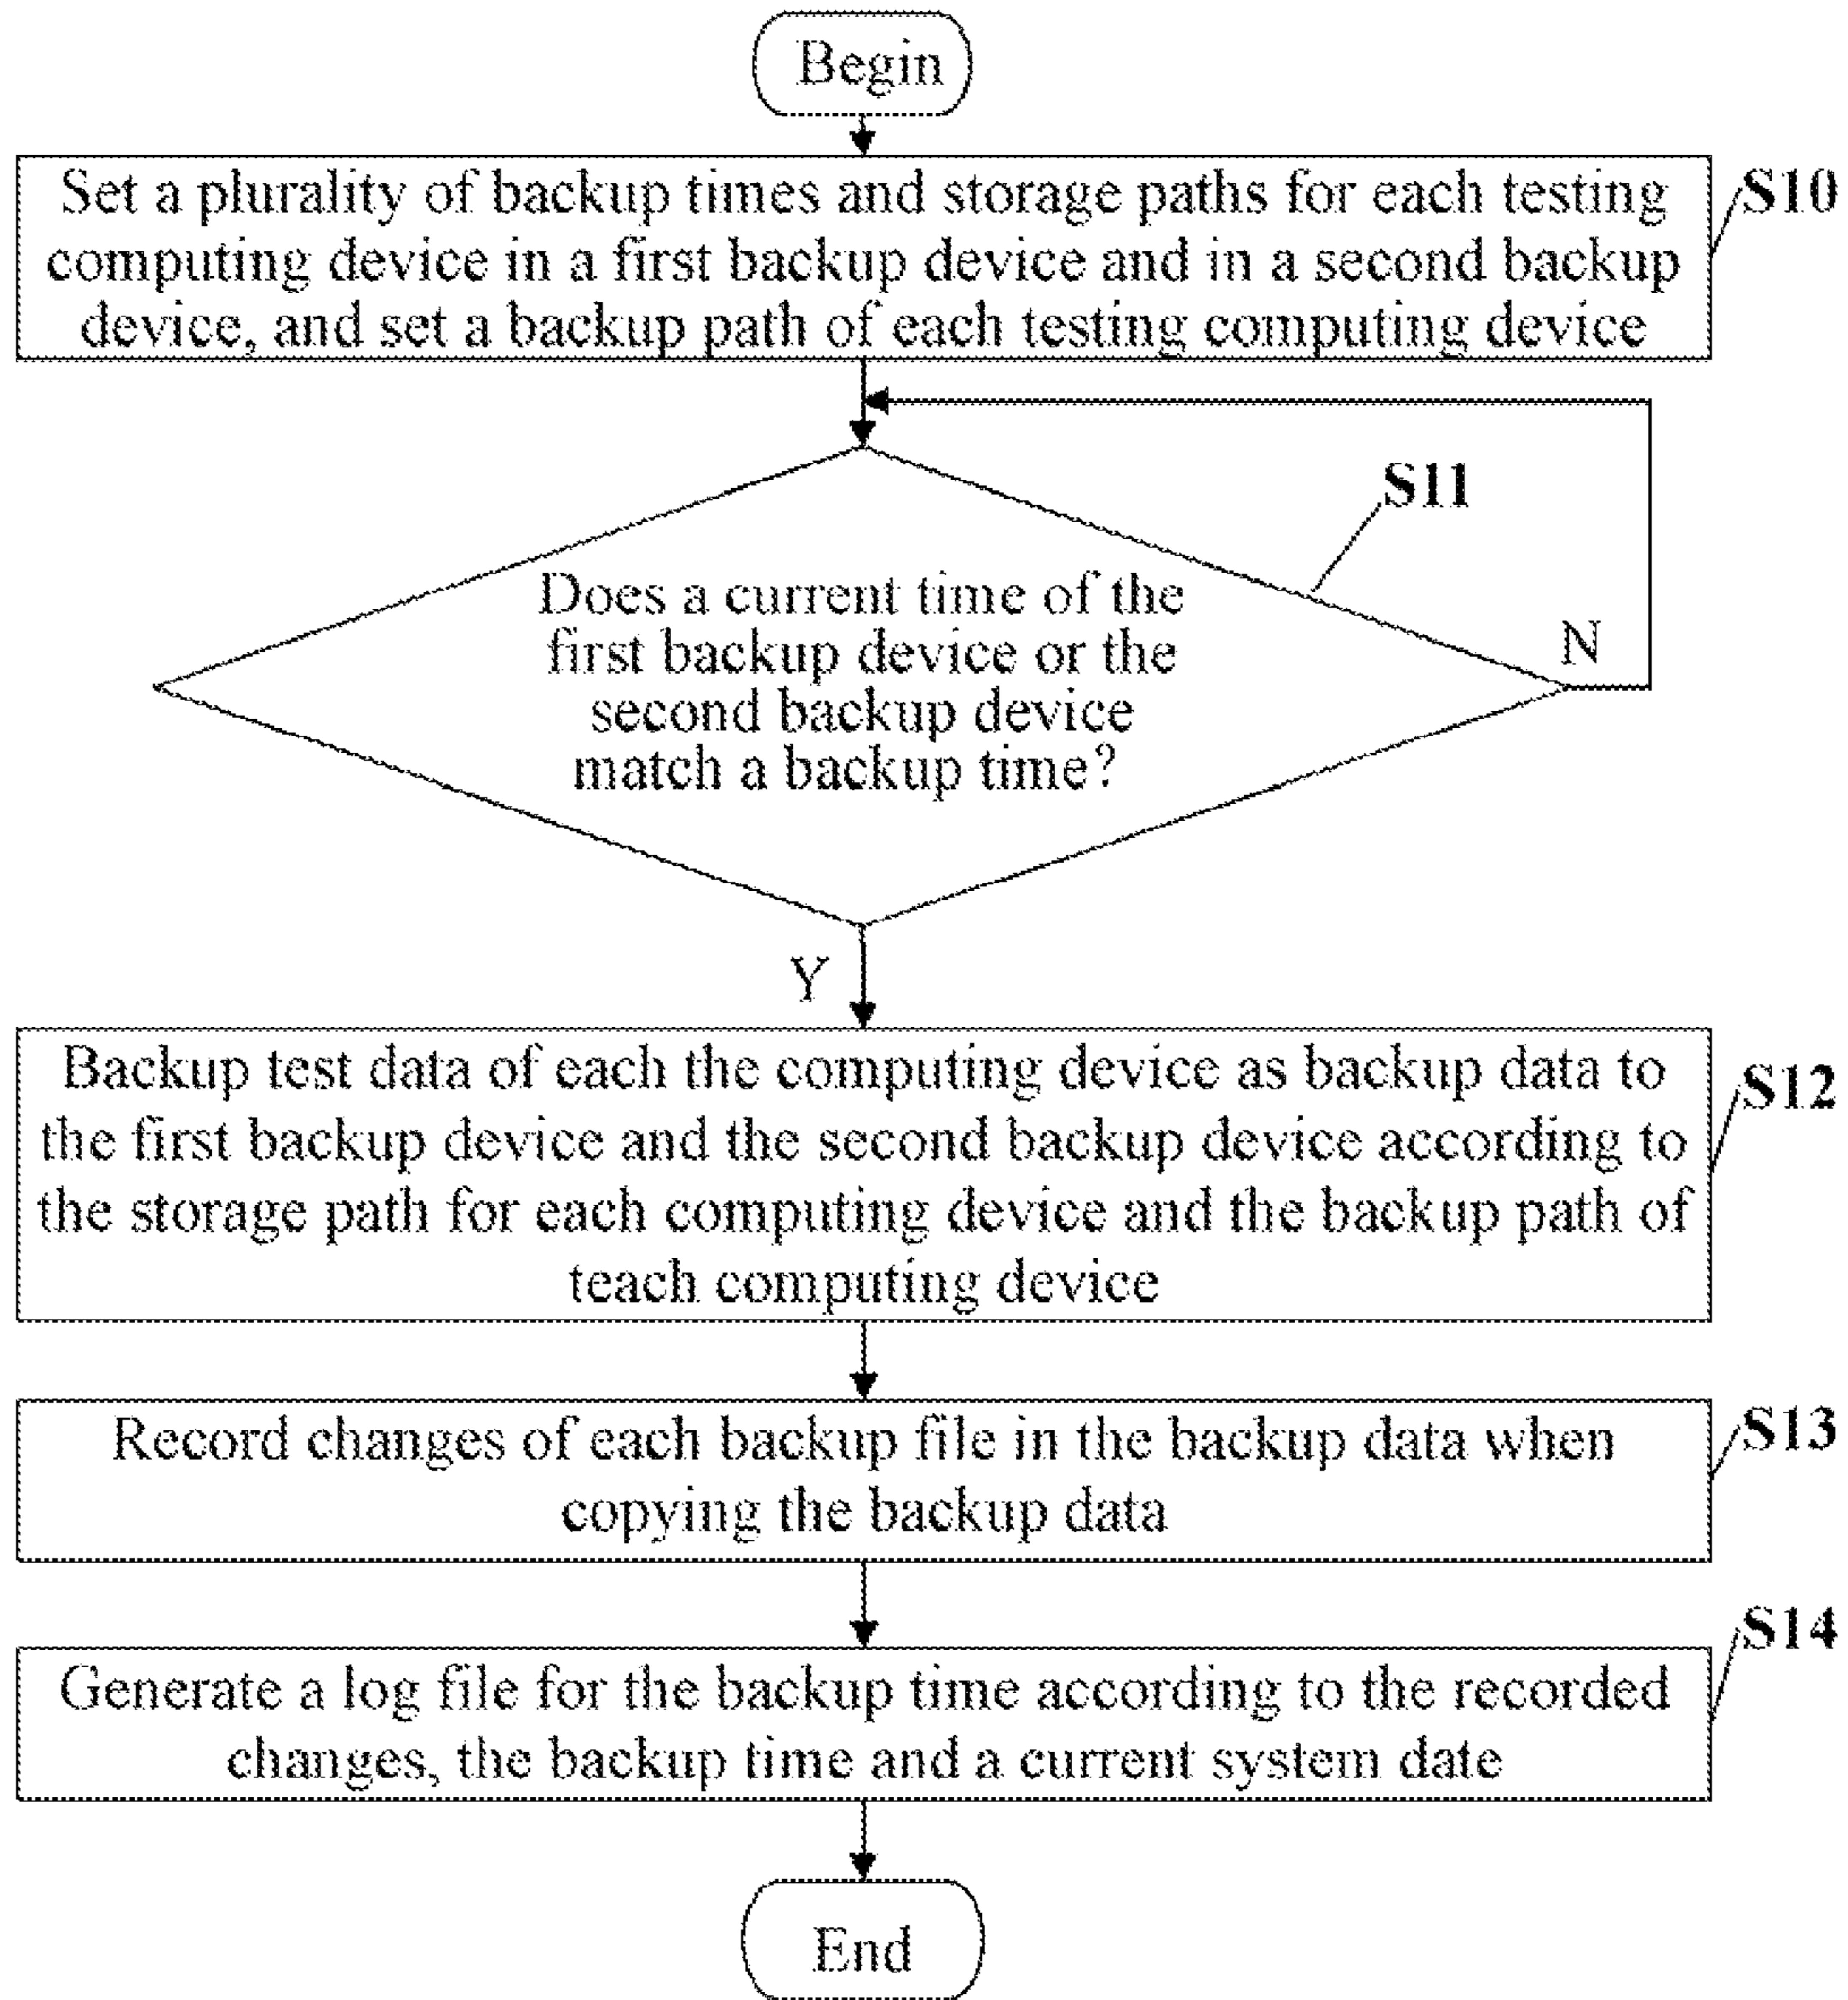 Begin
Set a plurality of backup times and storage paths for each testing
computing device in a first backup device and in a second backup
device, and set a backup path of each testing computing device
S10
S11
Does a current time of the
first backup device or the
second backup device
match a backup time?
N
Y
Backup test data of each the computing device as backup data to
the first backup device and the second backup device according to
the storage path for each computing device and the backup path of
teach computing device
S12
Record changes of each backup file in the backup data when
copying the backup data
S13
Generate a log file for the backup time according to the recorded
changes, the backup time and a current system date
S14
End